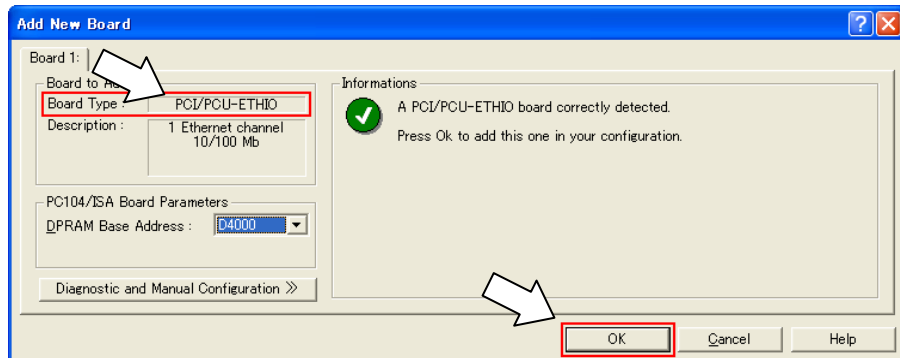 Add New Board
Board 1:
Board to A
Board Type : PCI/PCU-ETHIO
Description : 1 Ethernet channel
10/100 Mb
PC104/ISA Board Parameters
DPRAM Base Address : D4000
Diagnostic and Manual Configuration >>
Informations
A PCI/PCU-ETHIO board correctly detected.
Press Ok to add this one in your configuration.
OK Cancel Help